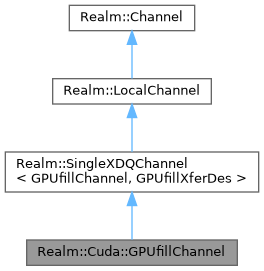 Realm::Channel
Realm::LocalChannel
Realm::SingleXDQChannel
< GPUfillChannel, GPUfillXferDes >
Realm::Cuda::GPUfillChannel